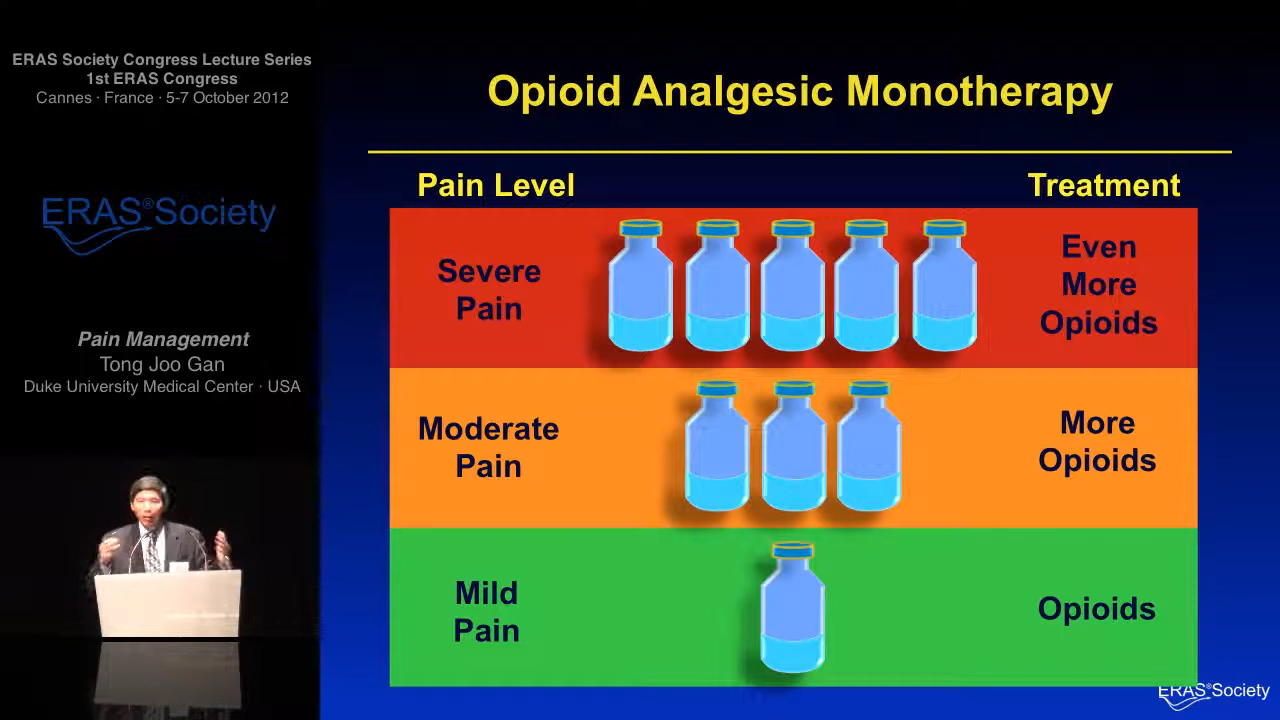 ERAS Society Congress Lecture Series
1st ERAS Congress
Cannes · France · 5-7 October 2012
ERAS®Society
Pain Management
Tong Joo Gan
Duke University Medical Center · USA
Opioid Analgesic Monotherapy
Pain Level
Treatment
Severe
Pain
Even
More
Opioids
Moderate
Pain
More
Opioids
Mild
Pain
Opioids
ERAS®Society